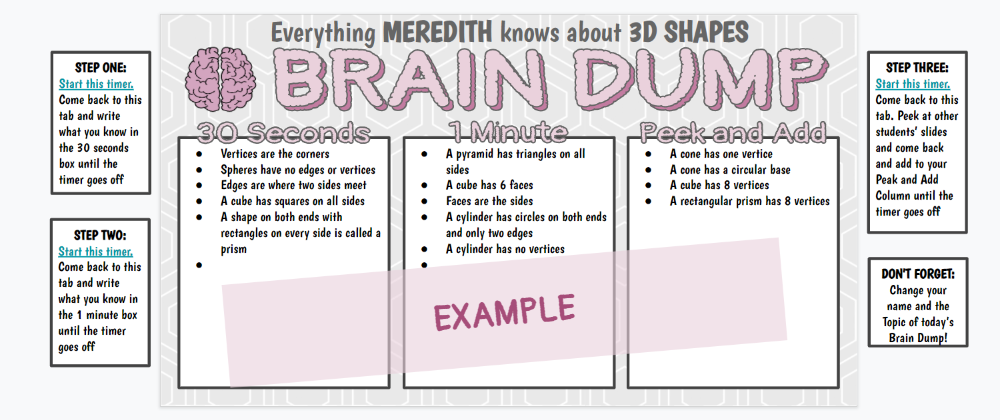 Everything MEREDITH knows about 3D SHAPES
BRAIN DUMP
STEP ONE:
Start this timer.
Come back to this
tab and write
what you know in
the 30 seconds
box until the
timer goes off
STEP TWO:
Start this timer.
Come back to this
tab and write
what you know in
the 1 minute box
until the timer
goes off
30 Seconds
● Vertices are the corners
● Spheres have no edges or vertices
● Edges are where two sides meet
● A cube has squares on all sides
● A shape on both ends with
rectangles on every side is called a
prism
●
1 Minute
● A pyramid has triangles on all
sides
● A cube has 6 faces
● Faces are the sides
● A cylinder has circles on both ends
and only two edges
● A cylinder has no vertices
●
Peek and Add
● A cone has one vertice
● A cone has a circular base
● A cube has 8 vertices
● A rectangular prism has 8 vertices
EXAMPLE
STEP THREE:
Start this timer.
Come back to this
tab. Peek at other
students' slides
and come back
and add to your
Peak and Add
Column until the
timer goes off
DON'T FORGET:
Change your
name and the
Topic of today's
Brain Dump!